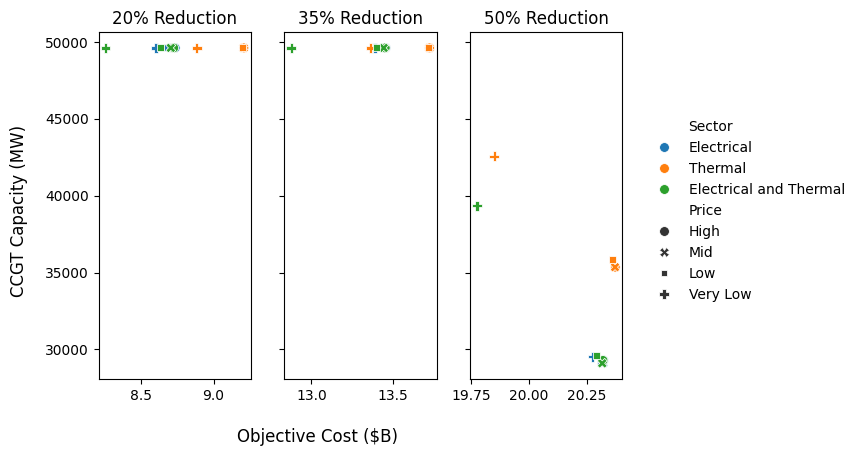 20% Reduction
35% Reduction
50% Reduction
CCGT Capacity (MW)
50000
45000
40000
35000
30000
8.5
9.0
13.0
13.5
19.75
20.00
20.25
Objective Cost ($B)
Sector
Electrical
Thermal
Electrical and Thermal
Price
High
Mid
Low
Very Low